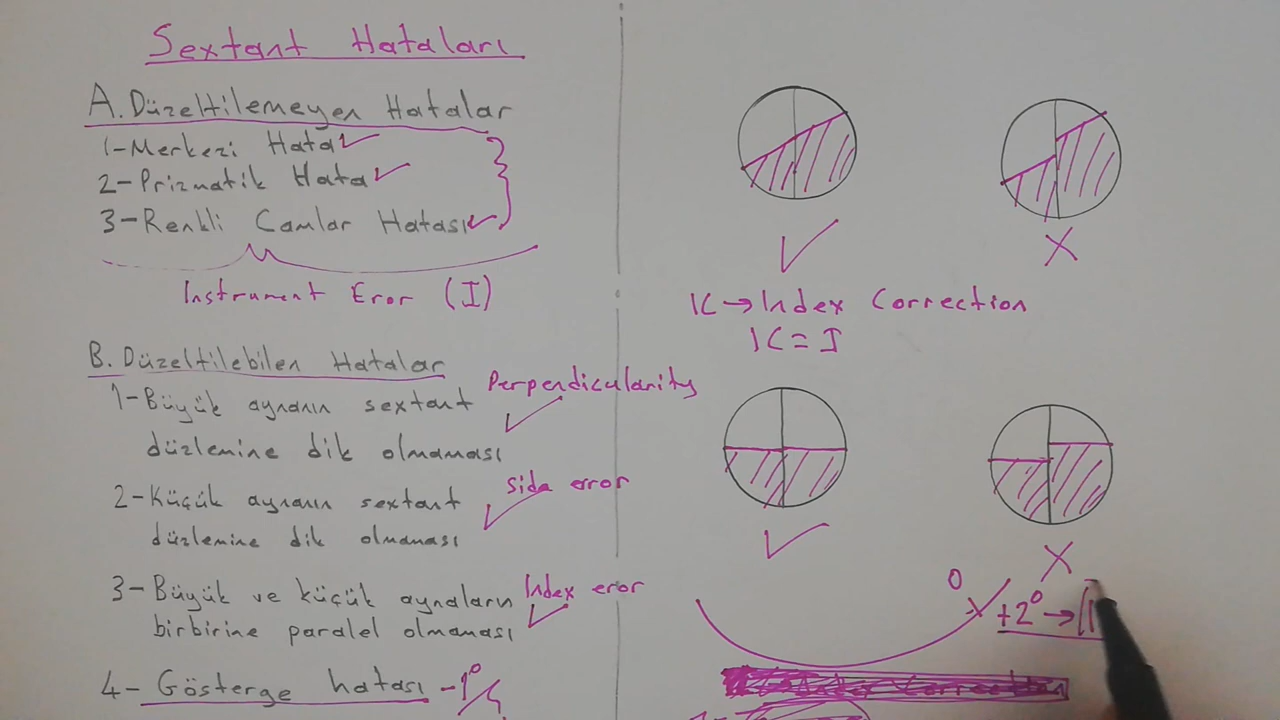 Sextant Hataları
A. Düzeltilemeyen Hatalar
1-Merkezi Hata
2-Prizmatik Hata
3-Renkli Camlar Hatası
Instrument Eror (I)
B. Düzeltilebilen Hatalar
1-Büyük aynanın sextant
düzlemine dik olmaması
Perpendicularity
2-Küçük aynanın sextant
düzlemine dik olmaması
Side error
3-Büyük ve küçük aynaların
birbirine paralel olmaması
Index eror
4-Gösterge hatası -1°
IC→Index Correction
IC=I
0
+2°→